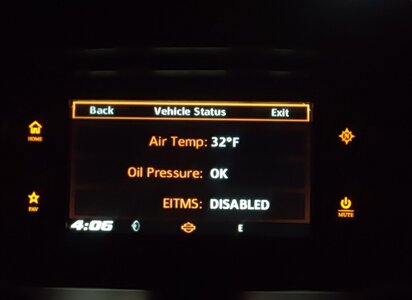 Back Vehicle Status Exit
HOME Air Temp: 32°F N
Oil Pressure: OK
FAV EITMS: DISABLED MUTE
4:06 E